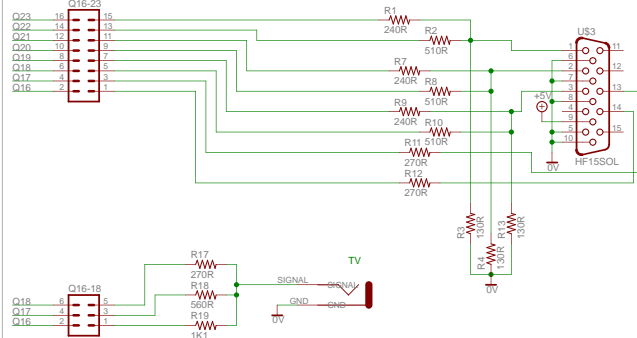 Q16-23
Q23 16 15
Q22 14 13
Q21 12 11
Q20 10 9
Q19 8 7
Q18 6 5
Q17 4 3
Q16 2 1
R1
240R
R2
510R
R7
240R
R8
510R
R9
240R
R10
510R
R11
270R
R12
270R
U$3
1 11
6
2 12
7
3 13
8
4 14
9
5 15
10
HF15SOL
+5V
0V
R3 130R
R4 130R
R13 130R
0V
TV
R17
270R
R18
560R
R19
1K1
SIGNAL SIGNAL
GND GND
0V
Q16-18
Q18 6 5
Q17 4 3
Q16 2 1